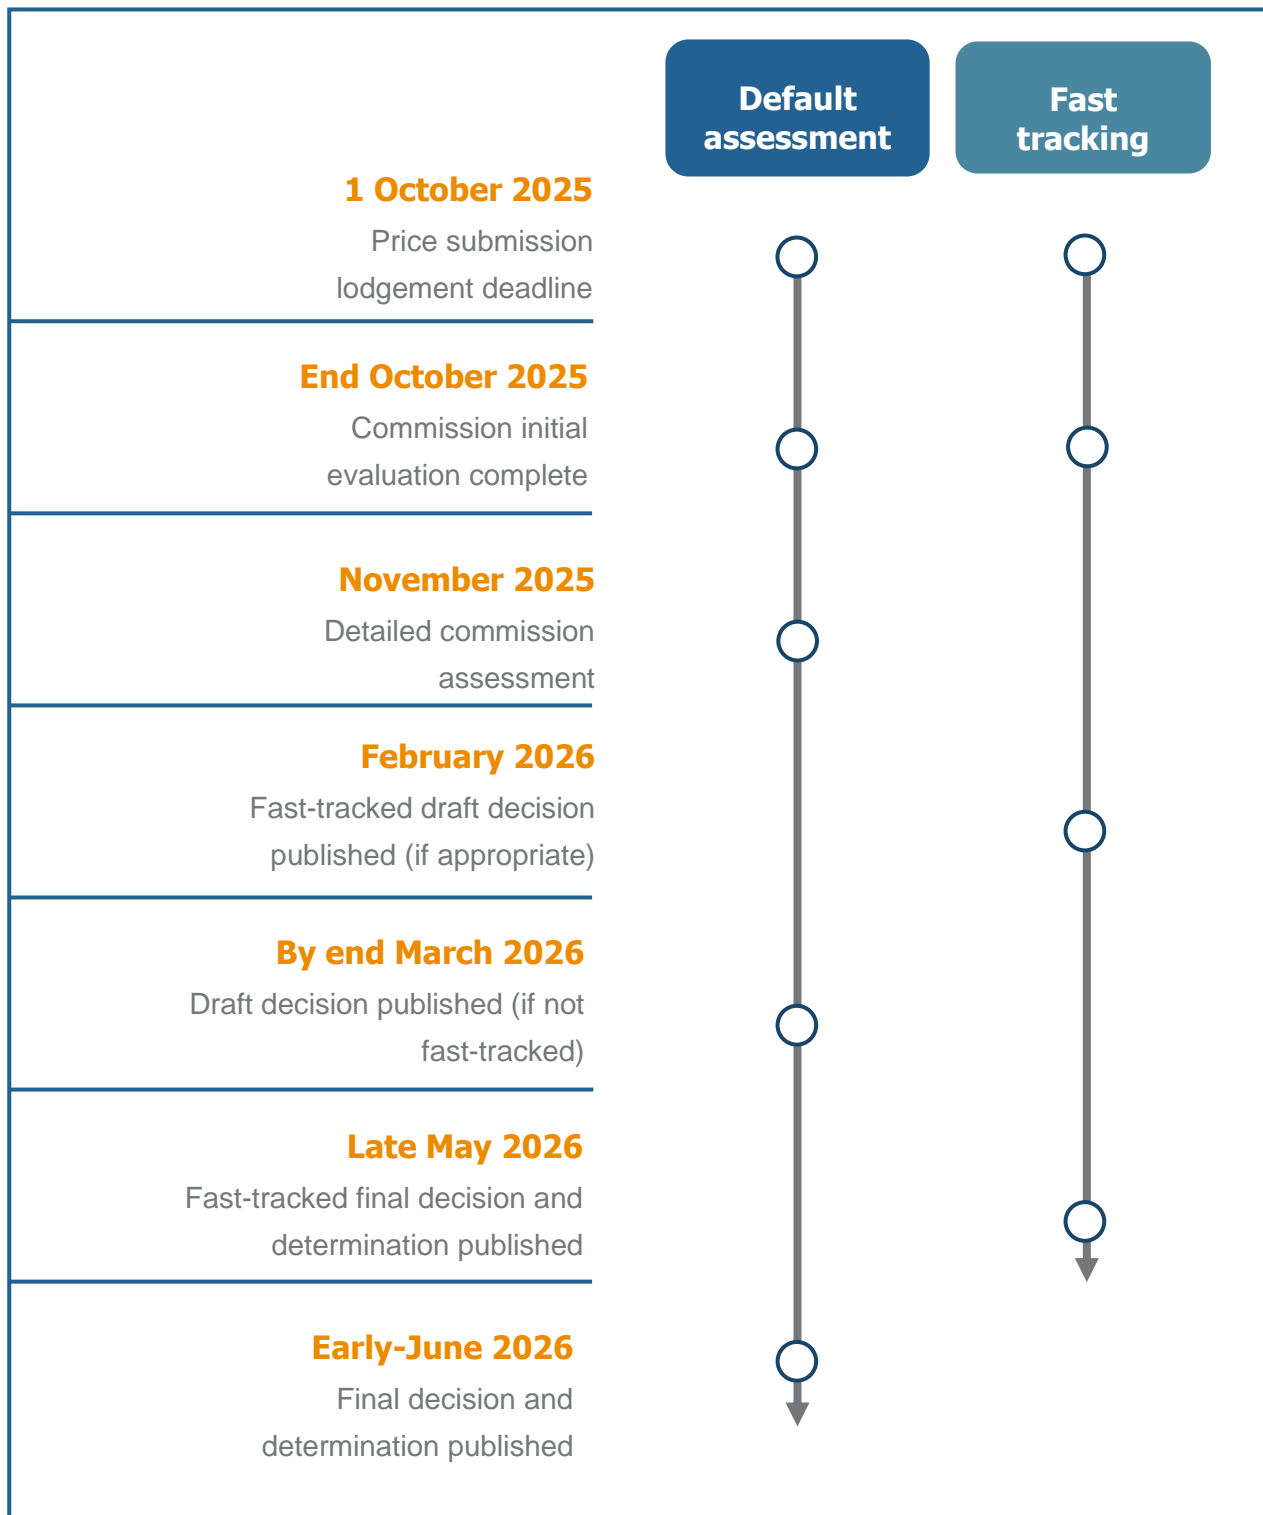 Default
assessment
Fast
tracking
1 October 2025
Price submission
lodgement deadline
End October 2025
Commission initial
evaluation complete
November 2025
Detailed commission
assessment
February 2026
Fast-tracked draft decision
published (if appropriate)
By end March 2026
Draft decision published (if not
fast-tracked)
Late May 2026
Fast-tracked final decision and
determination published
Early-June 2026
Final decision and
determination published